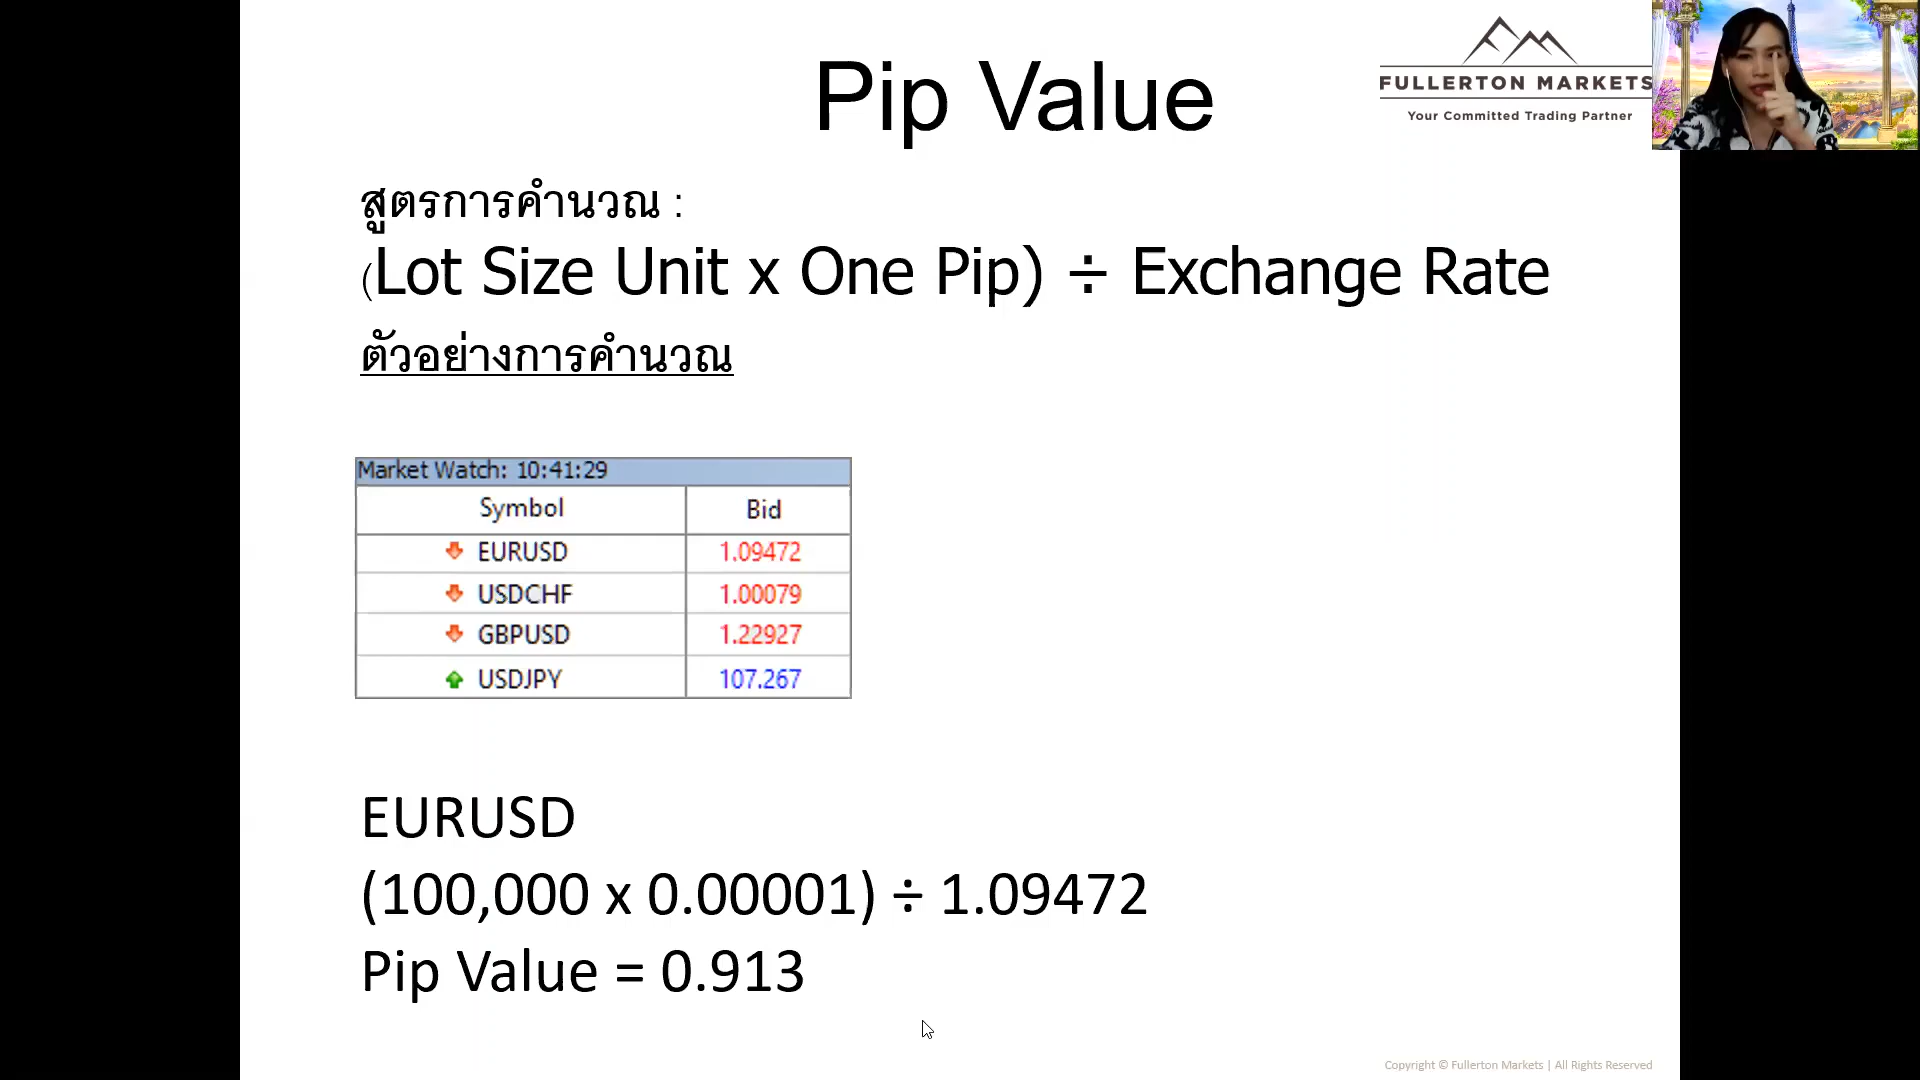 Pip Value
FULLERTON MARKETS
Your Committed Trading Partner
สูตรการคำนวณ :
(Lot Size Unit x One Pip) ÷ Exchange Rate
ตัวอย่างการคำนวณ
Market Watch: 10:41:29
Symbol Bid
EURUSD 1.09472
USDCHF 1.00079
GBPUSD 1.22927
USDJPY 107.267
EURUSD
(100,000 x 0.00001) ÷ 1.09472
Pip Value = 0.913
Copyright © Fullerton Markets | All Rights Reserved